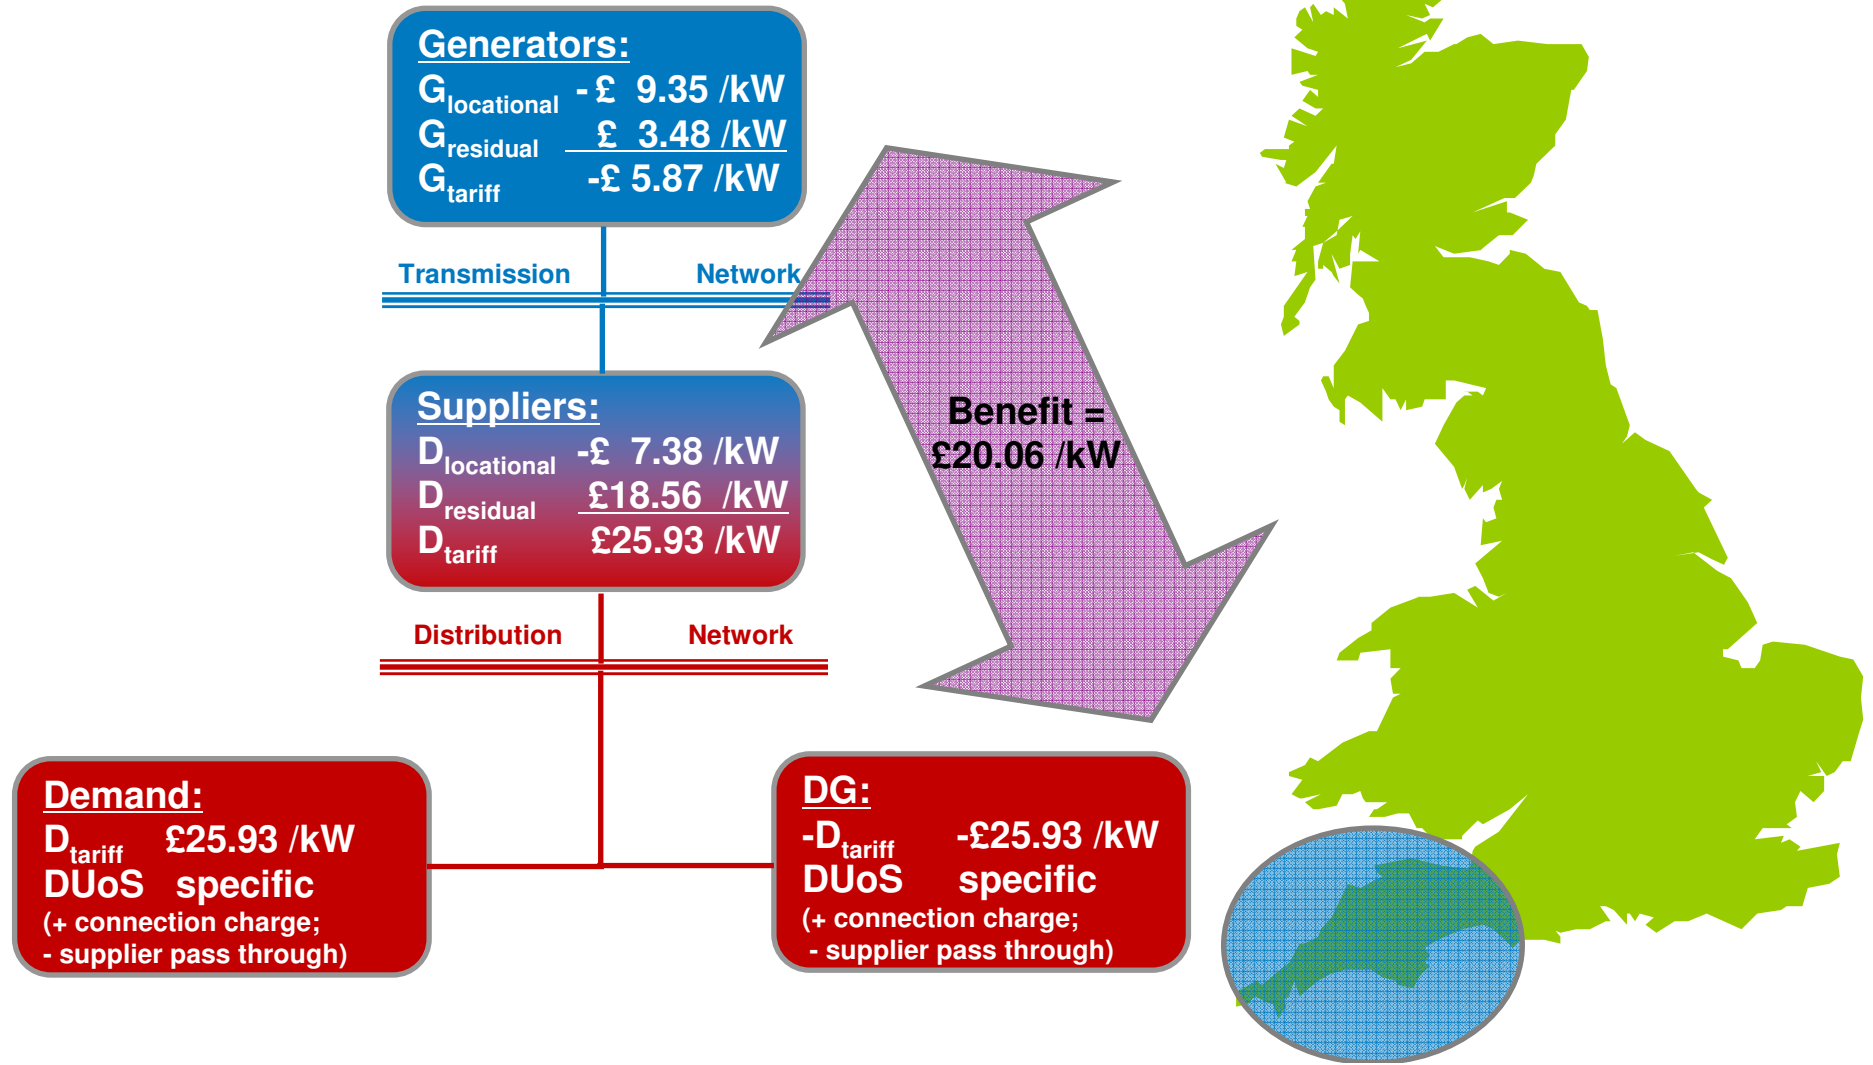 Generators:
Glocational - £ 9.35 /kW
Gresidual £ 3.48 /kW
Gtariff -£ 5.87 /kW
Transmission Network
Suppliers:
Dlocational -£ 7.38 /kW
Dresidual £18.56 /kW
Dtariff £25.93 /kW
Benefit =
£20.06 /kW
Distribution Network
Demand:
Dtariff £25.93 /kW
DUoS specific
(+ connection charge;
- supplier pass through)
DG:
-Dtariff -£25.93 /kW
DUoS specific
(+ connection charge;
- supplier pass through)